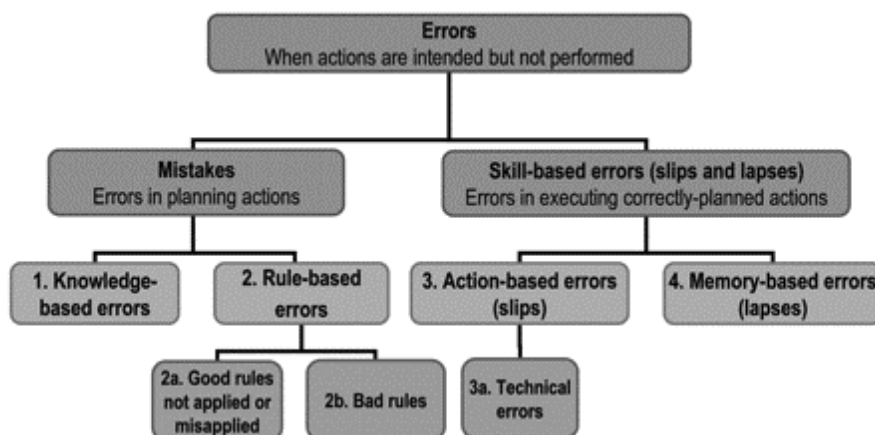 Errors
When actions are intended but not performed
Mistakes
Errors in planning actions
Skill-based errors (slips and lapses)
Errors in executing correctly-planned actions
1. Knowledge-
based errors
2. Rule-based
errors
3. Action-based errors
(slips)
4. Memory-based errors
(lapses)
2a. Good rules
not applied or
misapplied
2b. Bad rules
3a. Technical
errors